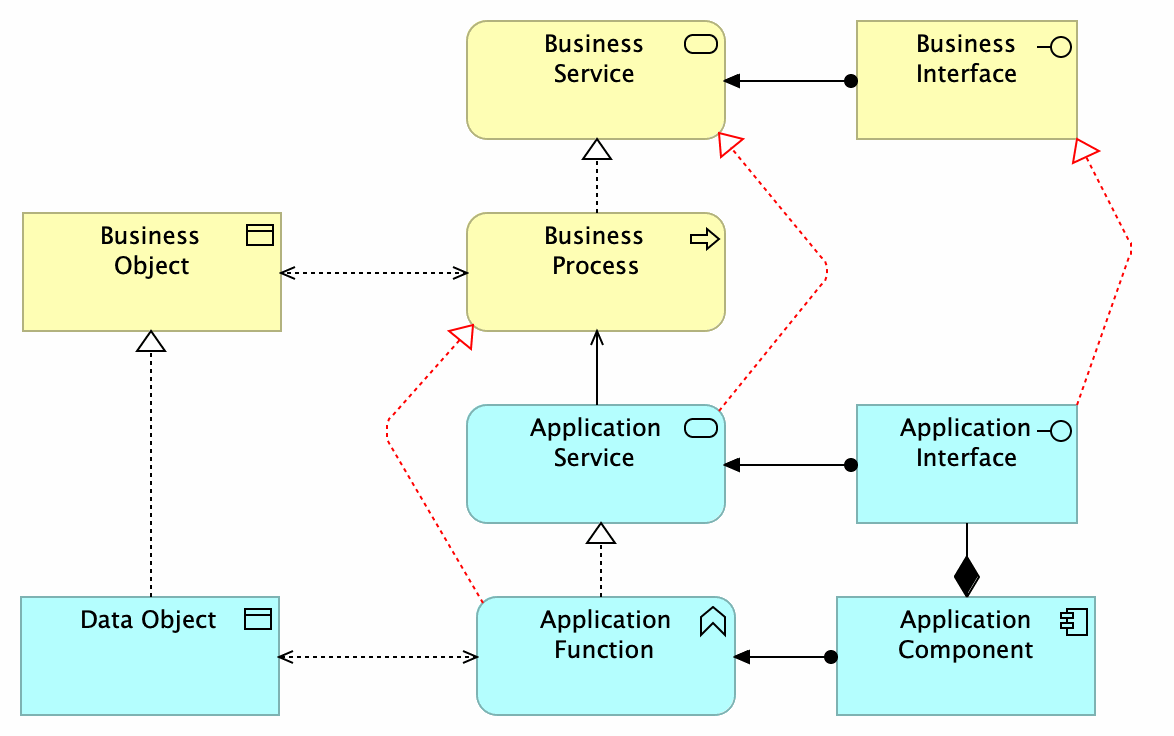 Business
Service
Business
Interface
Business
Object
Business
Process
Application
Service
Application
Interface
Data Object
Application
Function
Application
Component